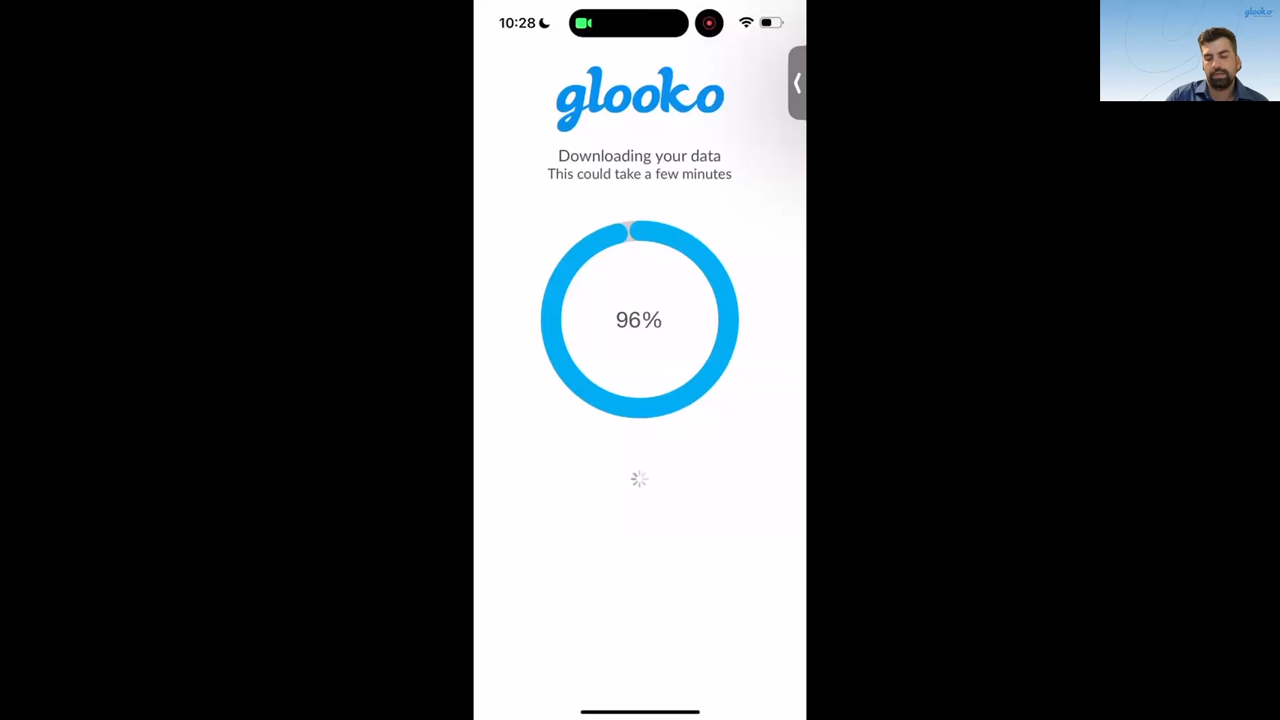 10:28
glooko
glooko
Downloading your data
This could take a few minutes
96%